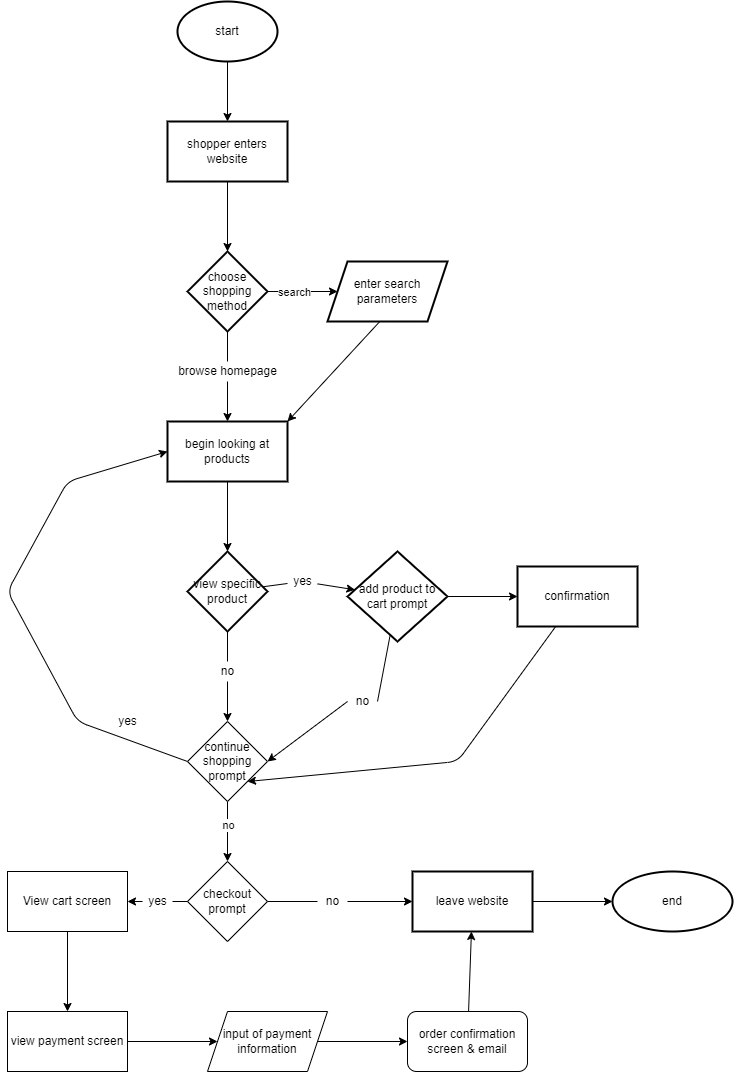 start
shopper enters
website
choose
shopping
method
search
enter search
parameters
browse homepage
begin looking at
products
view specific
product
yes
add product to
cart prompt
confirmation
no
no
yes
continue
shopping
prompt
no
View cart screen
yes
checkout
prompt
no
leave website
end
view payment screen
input of payment
information
order confirmation
screen & email